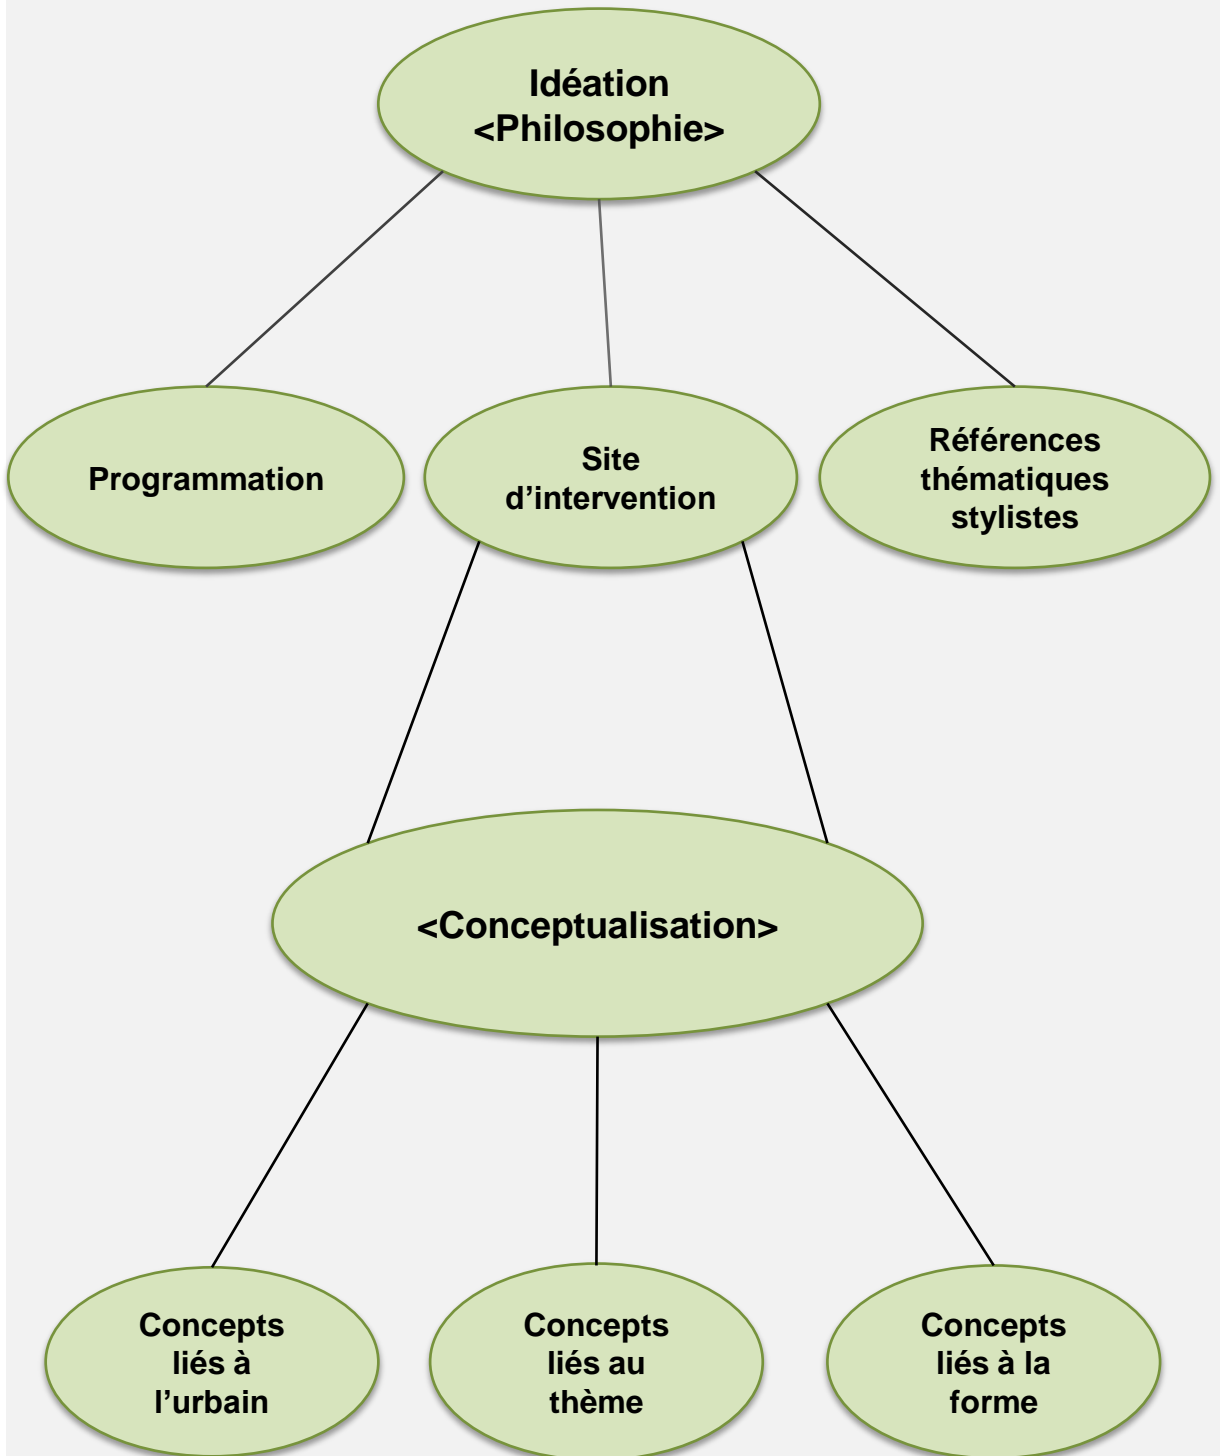 Idéation
<Philosophie>
Programmation
Site
d’intervention
Références
thématiques
stylistes
<Conceptualisation>
Concepts
liés à
l’urbain
Concepts
liés au
thème
Concepts
liés à la
forme